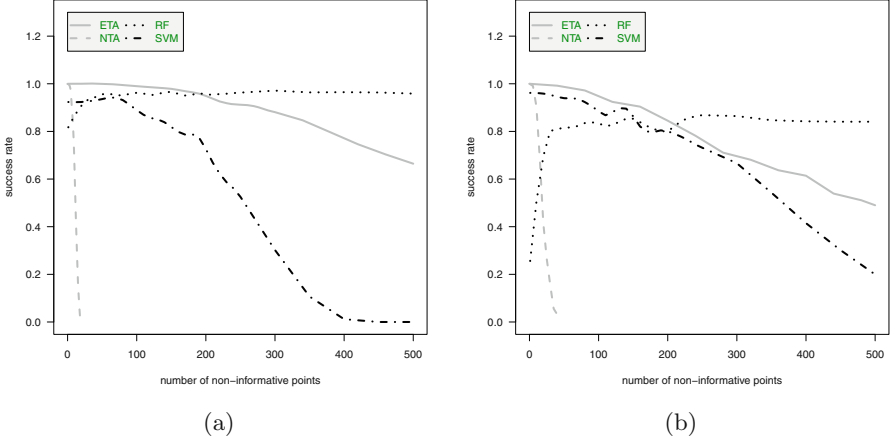 ETA RF
NTA SVM
success rate
1.2
1.0
0.8
0.6
0.4
0.2
0.0
0 100 200 300 400 500
number of non−informative points
(a)
ETA RF
NTA SVM
success rate
1.2
1.0
0.8
0.6
0.4
0.2
0.0
0 100 200 300 400 500
number of non−informative points
(b)